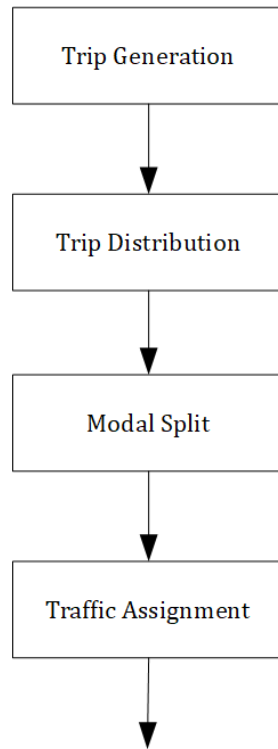 Trip Generation
Trip Distribution
Modal Split
Traffic Assignment